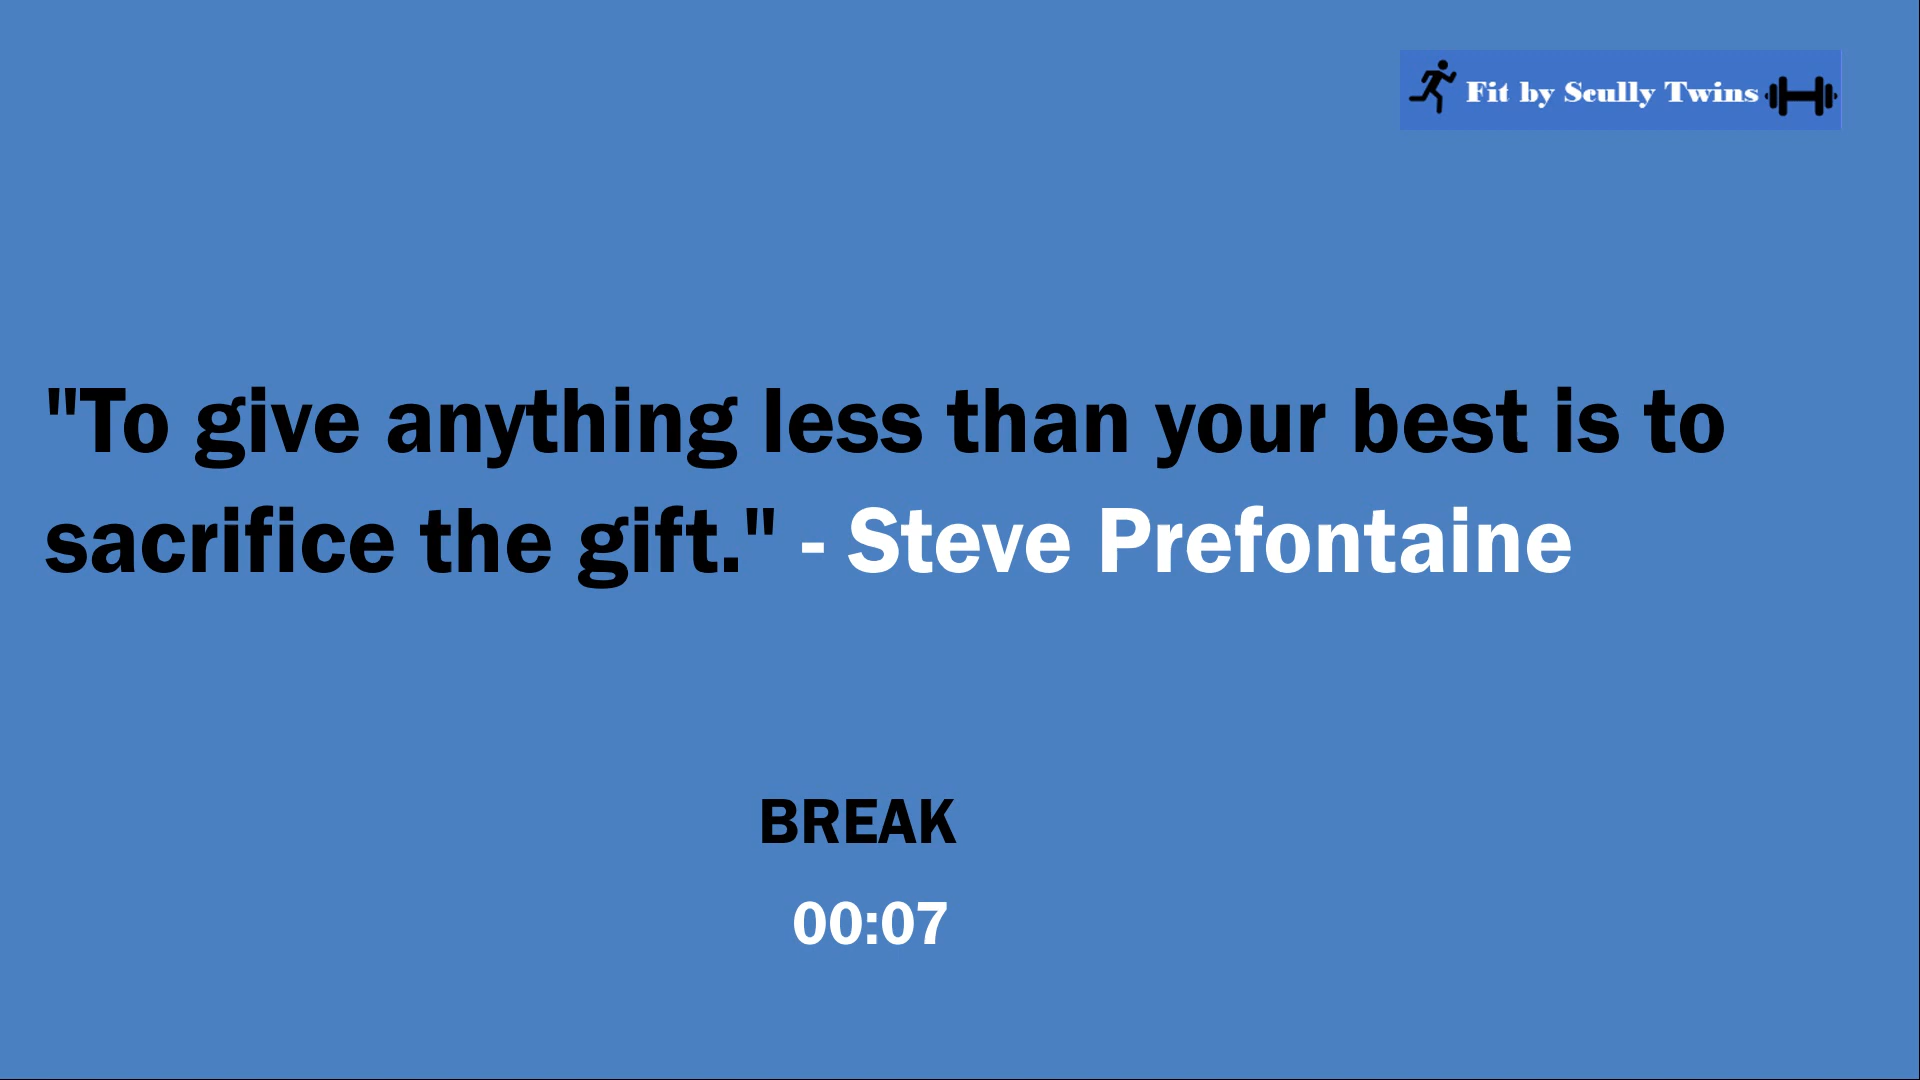 Fit by Scully Twins
"To give anything less than your best is to
sacrifice the gift." - Steve Prefontaine
BREAK
00:07